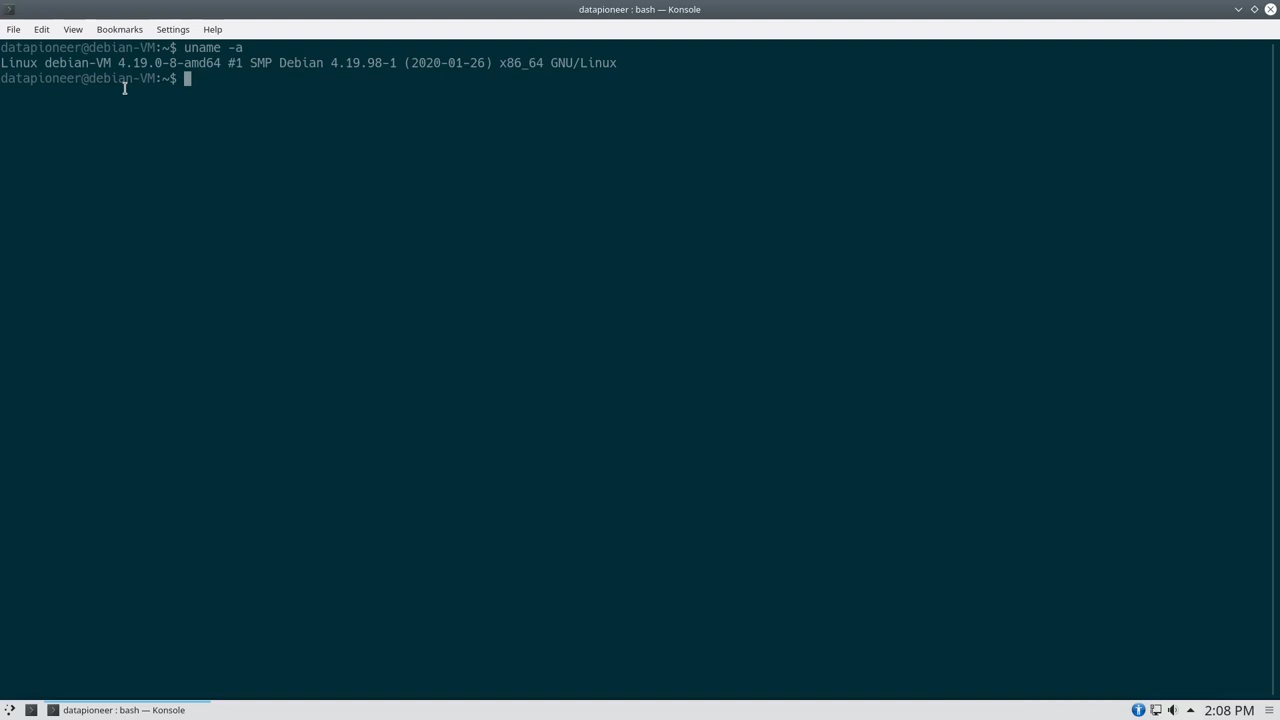 datapioneer : bash — Konsole
File Edit View Bookmarks Settings Help
datapioneer@debian-VM:~$ uname -a
Linux debian-VM 4.19.0-8-amd64 #1 SMP Debian 4.19.98-1 (2020-01-26) x86_64 GNU/Linux
datapioneer@debian-VM:~$
datapioneer : bash — Konsole 2:08 PM